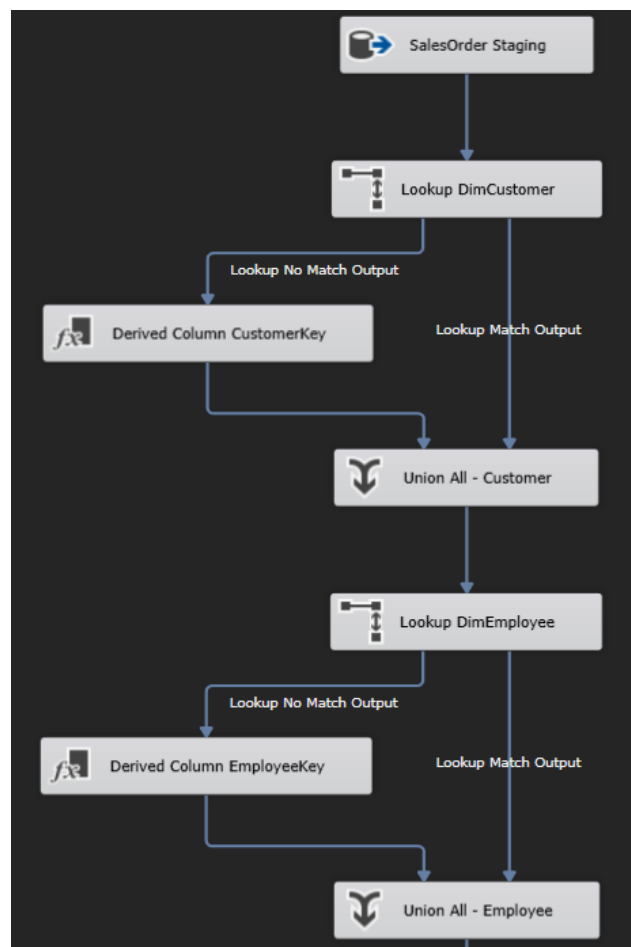 SalesOrder Staging
Lookup DimCustomer
Lookup No Match Output
Derived Column CustomerKey
Lookup Match Output
Union All - Customer
Lookup DimEmployee
Lookup No Match Output
Derived Column EmployeeKey
Lookup Match Output
Union All - Employee